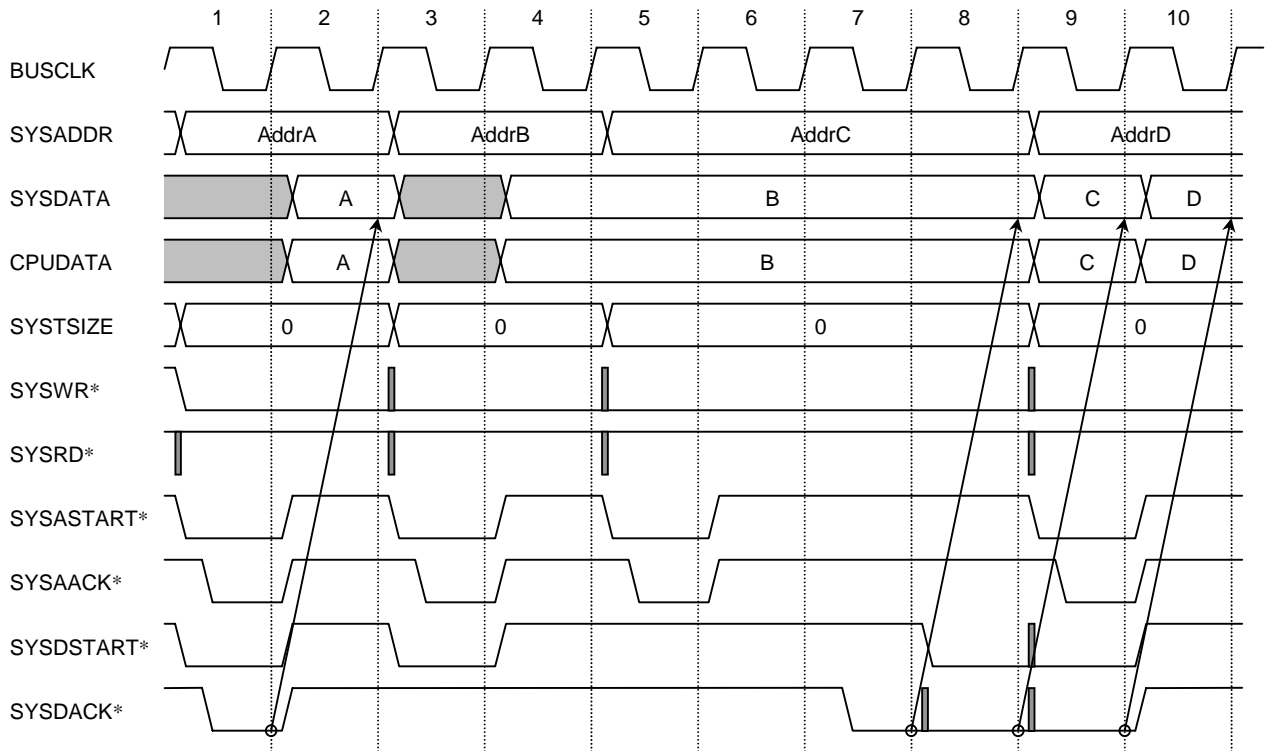 1 2 3 4 5 6 7 8 9 10
BUSCLK
SYSADDR AddrA AddrB AddrC AddrD
SYSDATA A B C D
CPUDATA A B C D
SYSTSIZE 0 0 0 0
SYSWR*
SYSRD*
SYSASTART*
SYSAACK*
SYSDSTART*
SYSDACK*